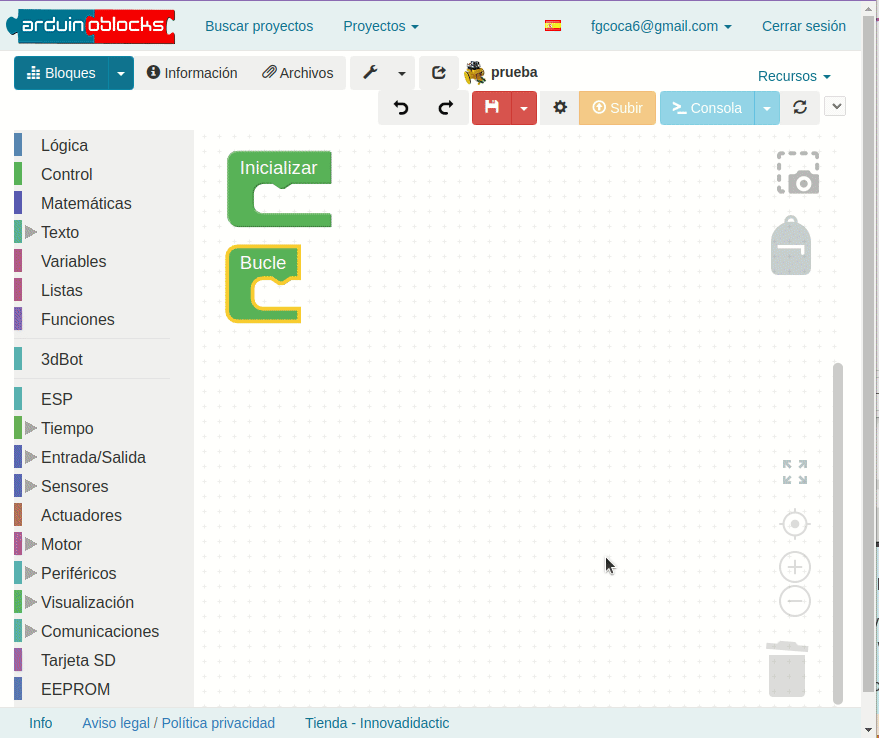 arduinoblocks
Buscar proyectos
Proyectos
fgcoca6@gmail.com
Cerrar sesión
Bloques
Información
Archivos
prueba
Recursos
Subir
Consola
Lógica
Control
Matemáticas
Texto
Variables
Listas
Funciones
3dBot
ESP
Tiempo
Entrada/Salida
Sensores
Actuadores
Motor
Periféricos
Visualización
Comunicaciones
Tarjeta SD
EEPROM
Inicializar
Bucle
Info
Aviso legal / Política privacidad
Tienda - Innovadidactic